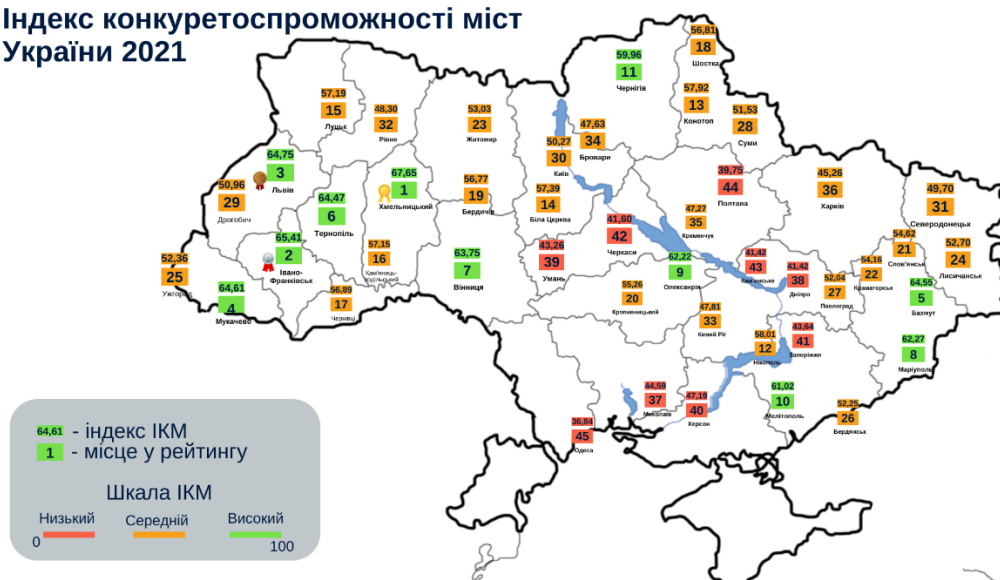 Індекс конкуретоспроможності міст
України 2021
56,81
18
Шостка
59,96
11
Чернігів
57,92
13
Конотоп
51,53
28
Суми
57,19
15
Луцьк
48,30
32
Рівне
53,03
23
Житомир
47,63
34
Бровари
50,27
30
Київ
64,75
3
Львів
67,65
1
Хмельницький
56,77
19
Бердичів
57,39
14
Біла Церква
39,75
44
Полтава
45,26
36
Харків
49,70
31
Северодонецьк
50,96
29
Дрогобич
64,47
6
Тернопіль
41,60
42
Черкаси
47,27
35
Кременчук
65,41
2
Івано-
Франківськ
57,15
16
Кам'янець-
Подільський
63,75
7
Вінниця
43,26
39
Умань
62,22
9
Олександрія
41,42
43
Кам'янське
41,42
38
Дніпро
54,62
21
Слов'янськ
54,16
22
Краматорськ
52,70
24
Лисичанськ
52,36
25
Ужгород
64,61
4
Мукачево
56,89
17
Чернівці
55,26
20
Кропивницький
52,04
27
Павлоград
64,55
5
Бахмут
47,81
33
Кивий Ріг
58,01
12
Нікополь
43,64
41
Запоріжжя
62,27
8
Маріуполь
44,59
37
Миколаїв
47,19
40
Херсон
61,02
10
Мелітополь
52,25
26
Бердянськ
36,84
45
Одеса
64,61 - індекс ІКМ
1 - місце у рейтингу
Шкала ІКМ
Низький Середній Високий
0 100